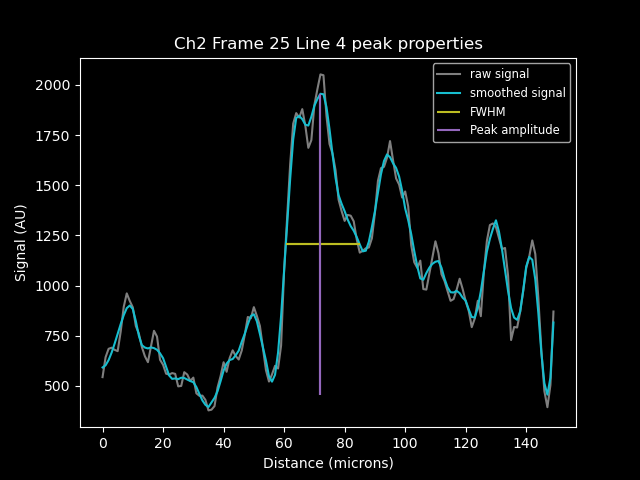 Ch2 Frame 25 Line 4 peak properties
raw signal
smoothed signal
FWHM
Peak amplitude
Signal (AU)
2000
1750
1500
1250
1000
750
500
0 20 40 60 80 100 120 140
Distance (microns)